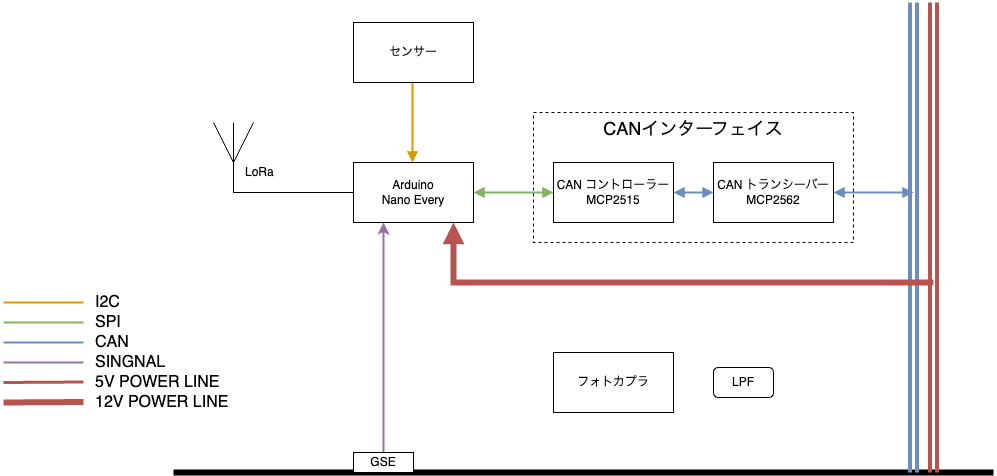 センサー
CANインターフェイス
LoRa
Arduino
Nano Every
CAN コントローラー
MCP2515
CAN トランシーバー
MCP2562
I2C
SPI
CAN
SINGNAL
5V POWER LINE
12V POWER LINE
フォトカプラ
LPF
GSE